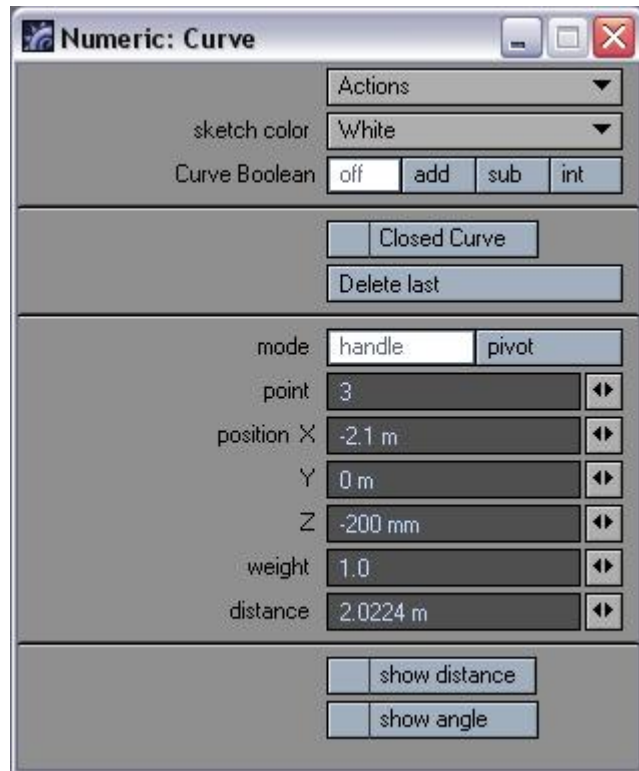 Numeric: Curve
Actions
sketch color White
Curve Boolean off add sub int
Closed Curve
Delete last
mode handle pivot
point 3
position X -2.1 m
Y 0 m
Z -200 mm
weight 1.0
distance 2.0224 m
show distance
show angle